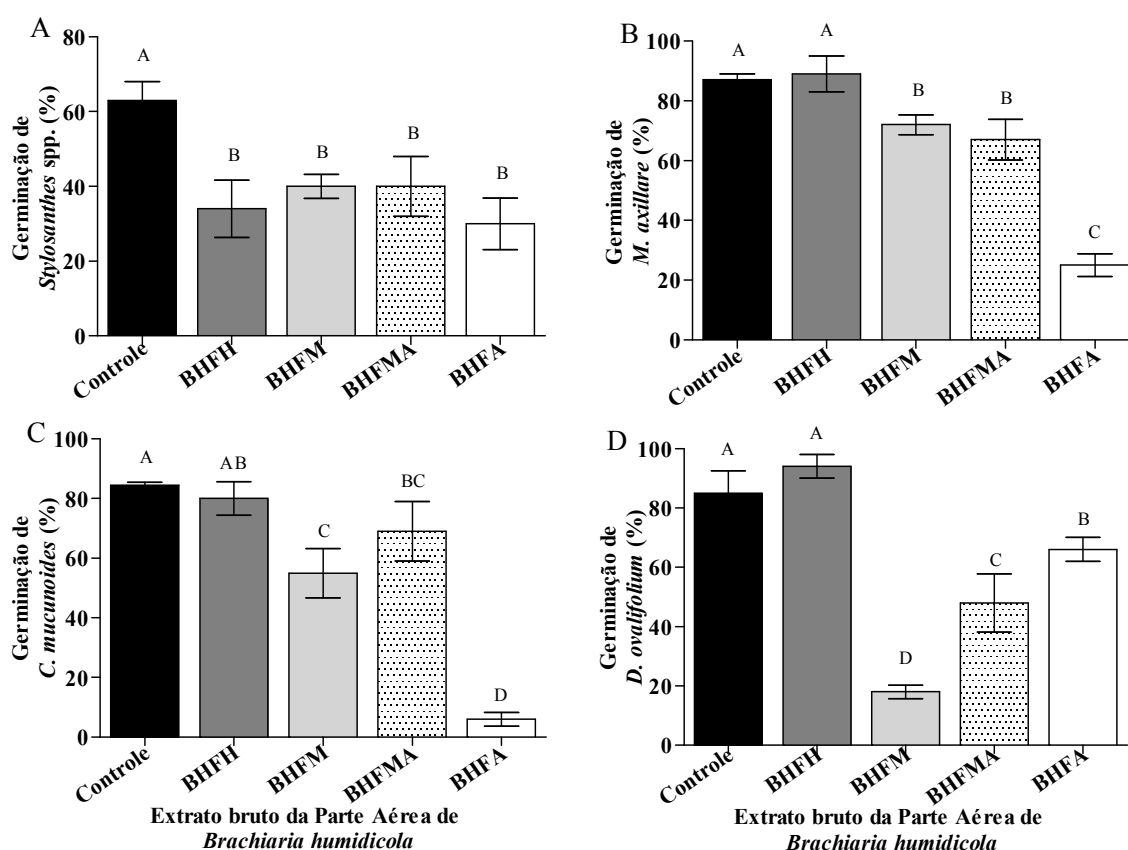 A
80
60
40
20
0
Germinação de
Stylosanthes spp. (%)
A
B
B
B
B
Controle
BHFH
BHFM
BHFMA
BHFA
B
100
80
60
40
20
0
Germinação de
M. axillare (%)
A
A
B
B
C
Controle
BHFH
BHFM
BHFMA
BHFA
C
100
80
60
40
20
0
Germinação de
C. mucunoides (%)
A
AB
C
BC
D
Controle
BHFH
BHFM
BHFMA
BHFA
Extrato bruto da Parte Aérea de
Brachiaria humidicola
D
100
80
60
40
20
0
Germinação de
D. ovalifolium (%)
A
A
D
C
B
Controle
BHFH
BHFM
BHFMA
BHFA
Extrato bruto da Parte Aérea de
Brachiaria humidicola